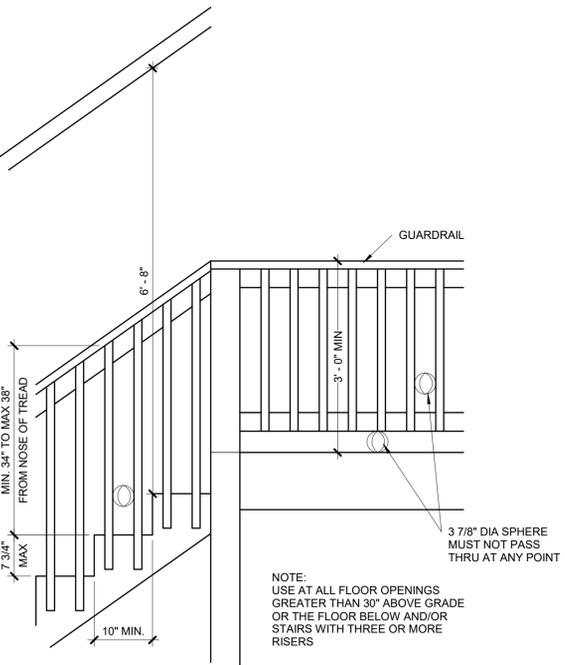 GUARDRAIL
6' - 8"
3' - 0" MIN
MIN. 34" TO MAX 38"
FROM NOSE OF TREAD
7 3/4"
MAX
10" MIN.
3 7/8" DIA SPHERE
MUST NOT PASS
THRU AT ANY POINT
NOTE:
USE AT ALL FLOOR OPENINGS
GREATER THAN 30" ABOVE GRADE
OR THE FLOOR BELOW AND/OR
STAIRS WITH THREE OR MORE
RISERS